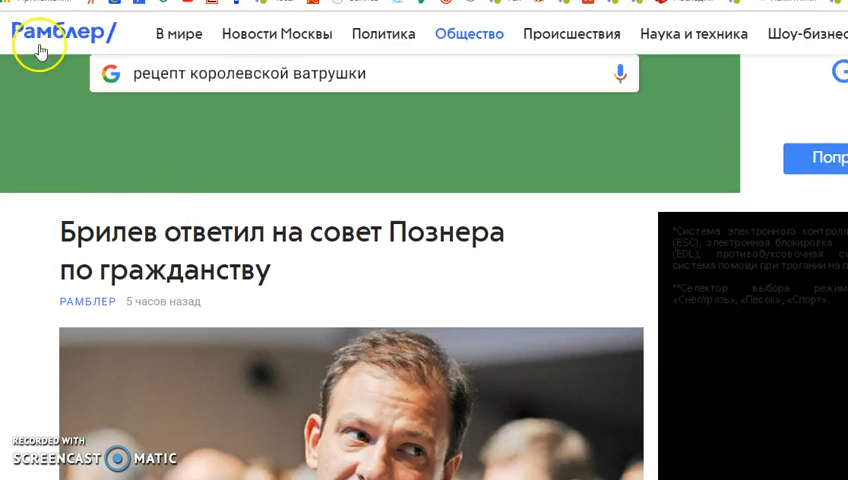 Рамблер/
В мире Новости Москвы Политика Общество Происшествия Наука и техника Шоу-бизнес
рецепт королевской ватрушки
Попр
Брилев ответил на совет Познера
по гражданству
РАМБЛЕР 5 часов назад
*Система электронного контрол
(ESC), электронная блокировка
(EDL), противобуксовочная си
система помощи при трогании на п
**Селектор выбора режим
«Снег/грязь», «Песок», «Спорт».
RECORDED WITH
SCREENCAST MATIC